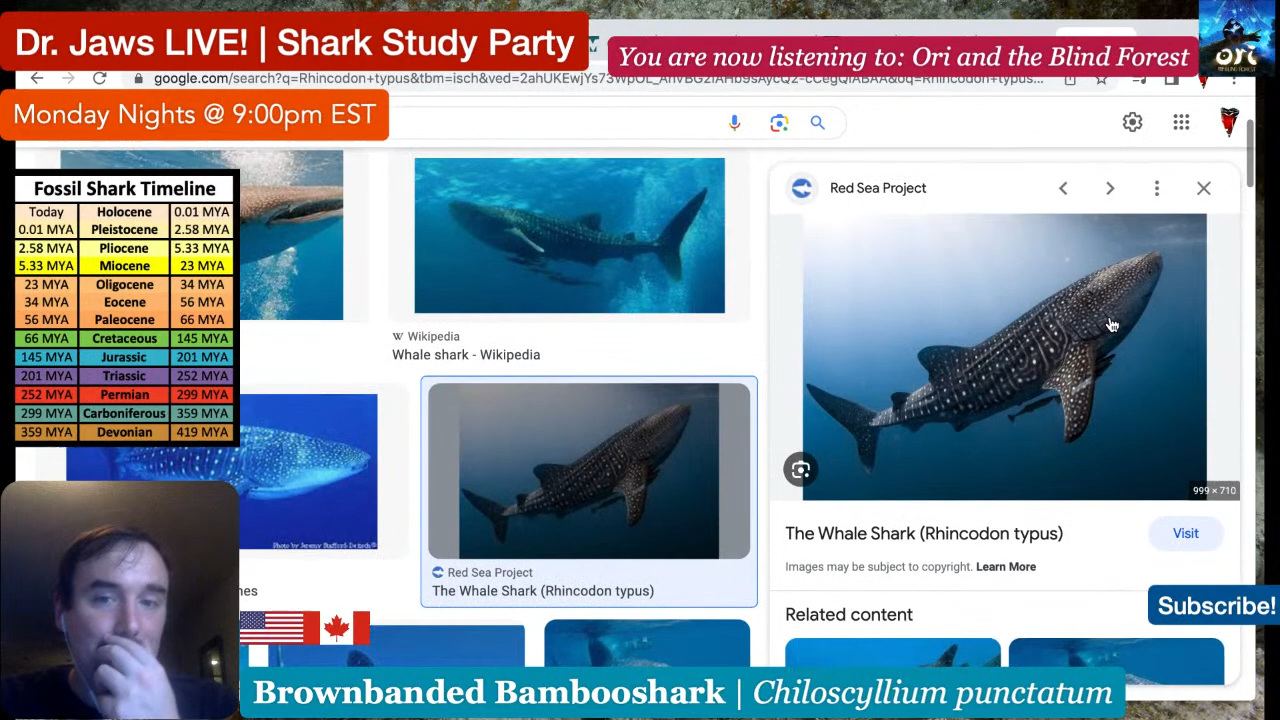 Dr. Jaws LIVE! | Shark Study Party
You are now listening to: Ori and the Blind Forest
ori
Monday Nights @ 9:00pm EST
Fossil Shark Timeline
Today Holocene 0.01 MYA
0.01 MYA Pleistocene 2.58 MYA
2.58 MYA Pliocene 5.33 MYA
5.33 MYA Miocene 23 MYA
23 MYA Oligocene 34 MYA
34 MYA Eocene 56 MYA
56 MYA Paleocene 66 MYA
66 MYA Cretaceous 145 MYA
145 MYA Jurassic 201 MYA
201 MYA Triassic 252 MYA
252 MYA Permian 299 MYA
299 MYA Carboniferous 359 MYA
359 MYA Devonian 419 MYA
W Wikipedia
Whale shark - Wikipedia
Red Sea Project
The Whale Shark (Rhincodon typus)
Red Sea Project
999 × 710
The Whale Shark (Rhincodon typus)
Visit
Images may be subject to copyright. Learn More
Related content
Subscribe!
Brownbanded Bambooshark | Chiloscyllium punctatum